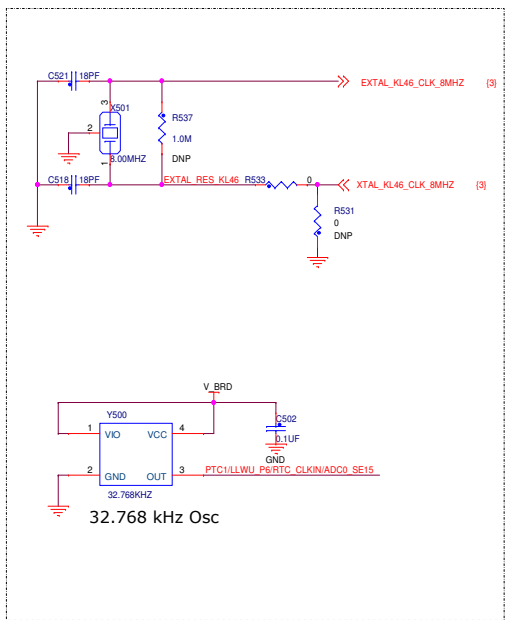 C521 18PF
EXTAL_KL46_CLK_8MHZ {3}
3
X501
R537
2
1.0M
8.00MHZ
DNP
1
C518 18PF
EXTAL_RES_KL46 R533 0
XTAL_KL46_CLK_8MHZ {3}
R531
0
DNP
V_BRD
Y500
C502
1 VIO VCC 4
0.1UF
GND
2 GND OUT 3 PTC1/LLWU_P6/RTC_CLKIN/ADC0_SE15
32.768KHZ
32.768 kHz Osc